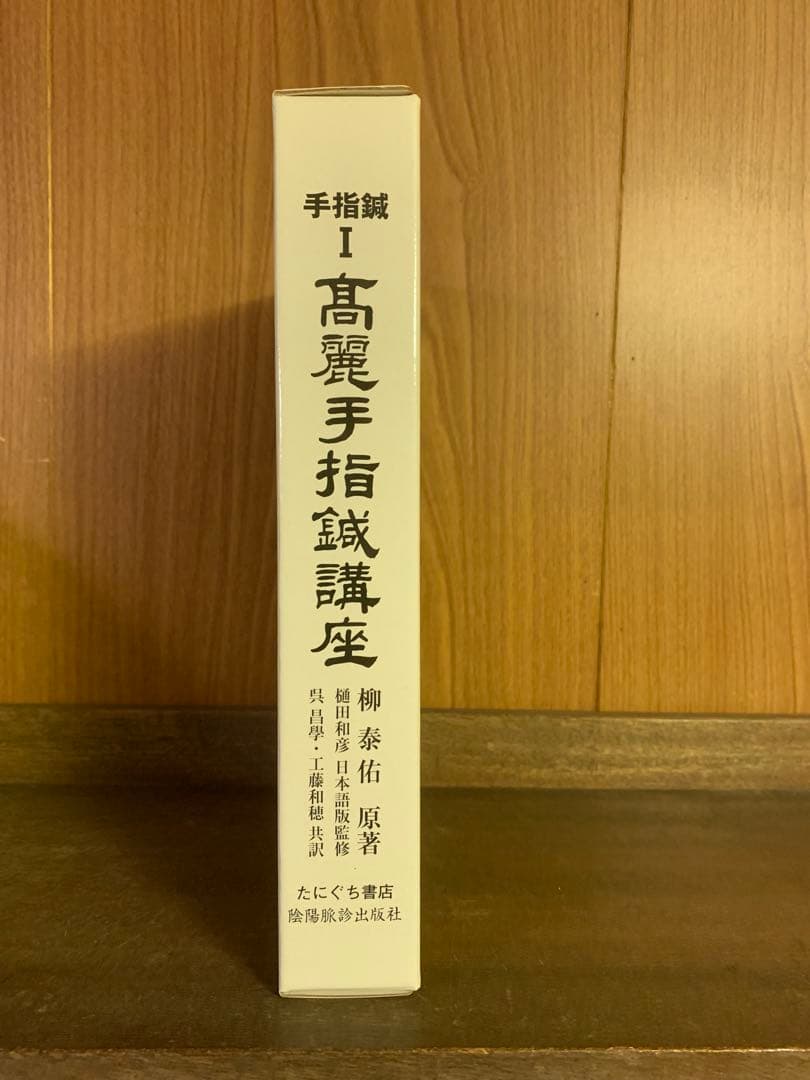 手指鍼
I
髙麗手指鍼講座
柳泰佑 原著
樋田和彦 日本語版監修
呉昌學・工藤和穂 共訳
たにぐち書店
陰陽脈診出版社